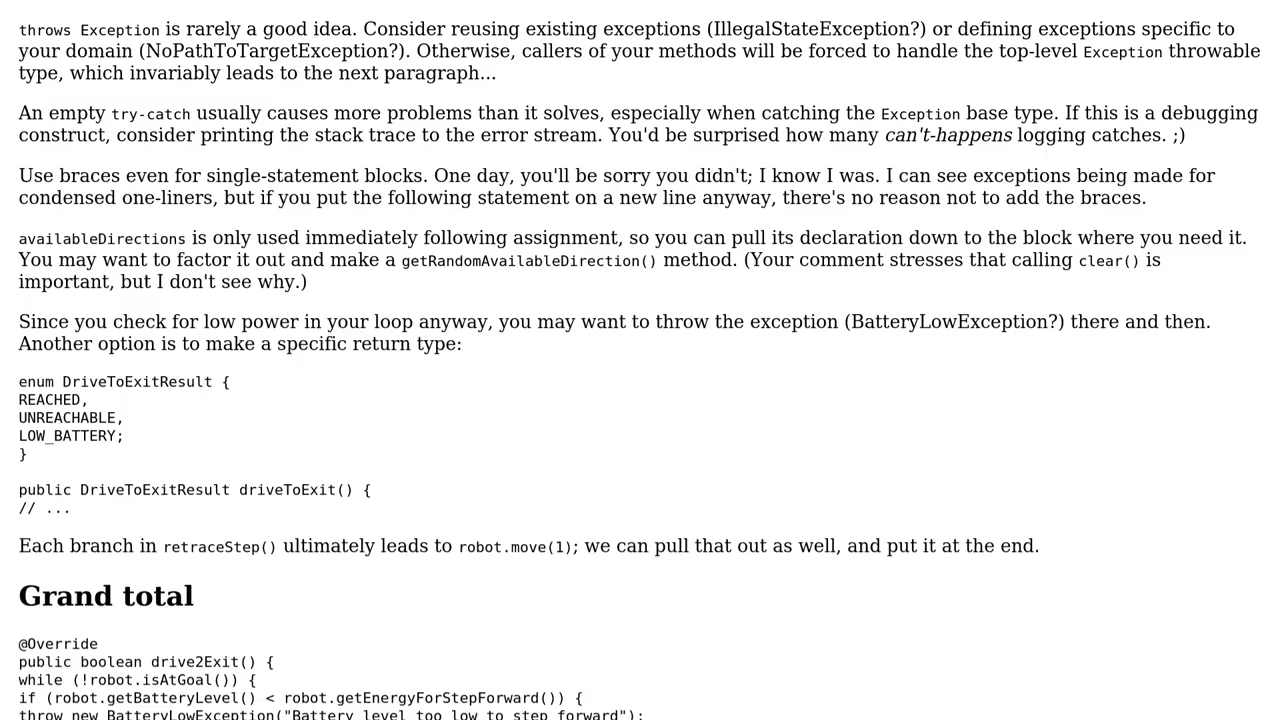 throws Exception is rarely a good idea. Consider reusing existing exceptions (IllegalStateException?) or defining exceptions specific to
your domain (NoPathToTargetException?). Otherwise, callers of your methods will be forced to handle the top-level Exception throwable
type, which invariably leads to the next paragraph...
An empty try-catch usually causes more problems than it solves, especially when catching the Exception base type. If this is a debugging
construct, consider printing the stack trace to the error stream. You'd be surprised how many can't-happens logging catches. ;)
Use braces even for single-statement blocks. One day, you'll be sorry you didn't; I know I was. I can see exceptions being made for
condensed one-liners, but if you put the following statement on a new line anyway, there's no reason not to add the braces.
availableDirections is only used immediately following assignment, so you can pull its declaration down to the block where you need it.
You may want to factor it out and make a getRandomAvailableDirection() method. (Your comment stresses that calling clear() is
important, but I don't see why.)
Since you check for low power in your loop anyway, you may want to throw the exception (BatteryLowException?) there and then.
Another option is to make a specific return type:
enum DriveToExitResult {
REACHED,
UNREACHABLE,
LOW_BATTERY;
}
public DriveToExitResult driveToExit() {
// ...
Each branch in retraceStep() ultimately leads to robot.move(1); we can pull that out as well, and put it at the end.
Grand total
@Override
public boolean drive2Exit() {
while (!robot.isAtGoal()) {
if (robot.getBatteryLevel() < robot.getEnergyForStepForward()) {
throw new BatteryLowException("Battery level too low to step forward");